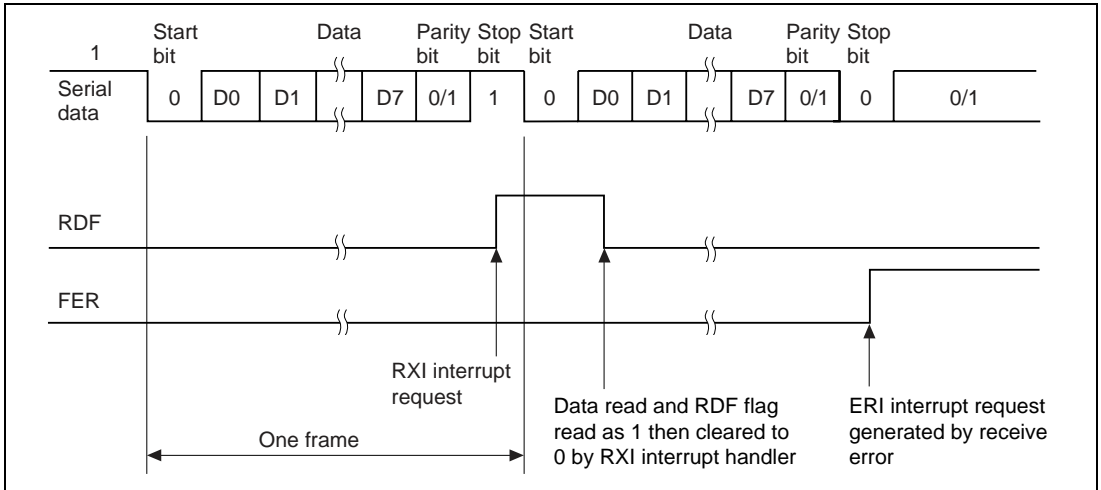 Start bit
Data
Parity bit
Stop bit
Start bit
Data
Parity bit
Stop bit
1
Serial data
0 D0 D1 D7 0/1 1 0 D0 D1 D7 0/1 0 0/1
RDF
FER
RXI interrupt
request
Data read and RDF flag
read as 1 then cleared to
0 by RXI interrupt handler
ERI interrupt request
generated by receive
error
One frame